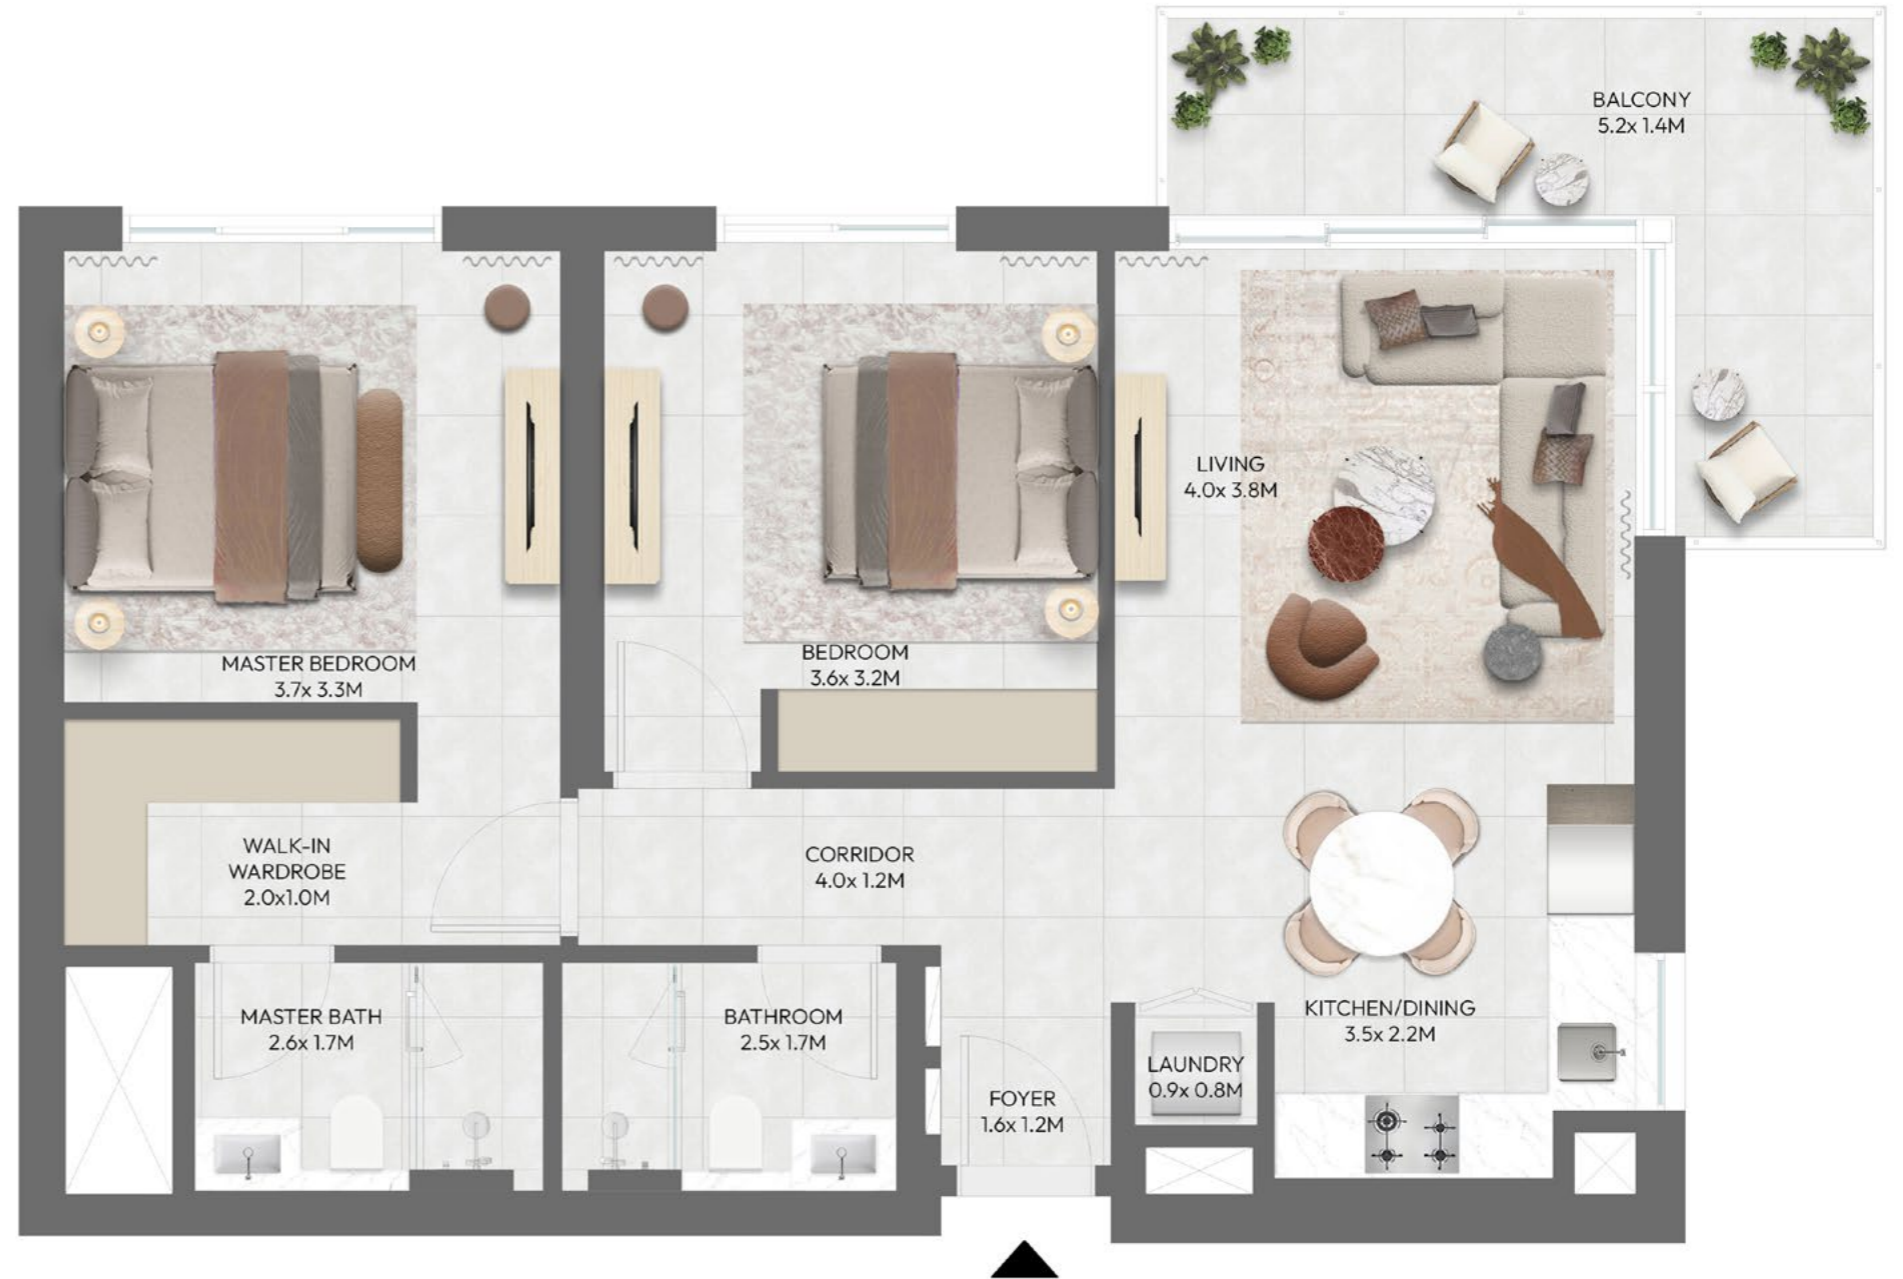 BALCONY
5.2x 1.4M
LIVING
4.0x 3.8M
MASTER BEDROOM
3.7x 3.3M
BEDROOM
3.6x 3.2M
WALK-IN
WARDROBE
2.0x1.0M
CORRIDOR
4.0x 1.2M
MASTER BATH
2.6x 1.7M
BATHROOM
2.5x 1.7M
KITCHEN/DINING
3.5x 2.2M
LAUNDRY
0.9x 0.8M
FOYER
1.6x 1.2M